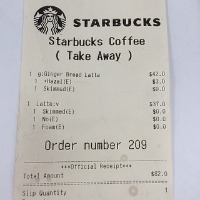 STARBUCKS
Starbucks Coffee
( Take Away )
1 g:Ginger Bread Latte $42.0
1 +Hazel(E) $3.0
1 Skimmed(E) $0.0
1 Latte:v $37.0
1 Skimmed(E) $0.0
1 No(E) $0.0
1 Foam(E) $0.0
Order number 209
***Official Receipt***
Total Amount $82.0
Slip Quantity 1